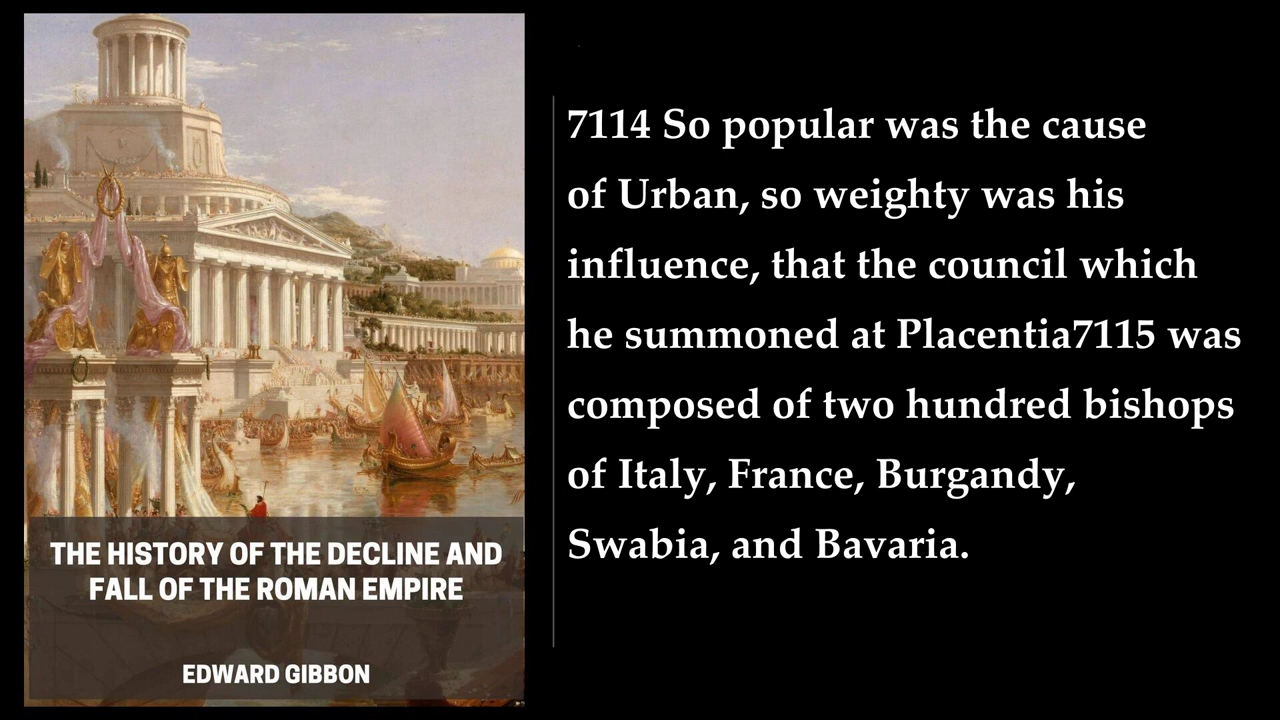 THE HISTORY OF THE DECLINE AND
FALL OF THE ROMAN EMPIRE
EDWARD GIBBON
7114 So popular was the cause
of Urban, so weighty was his
influence, that the council which
he summoned at Placentia7115 was
composed of two hundred bishops
of Italy, France, Burgandy,
Swabia, and Bavaria.